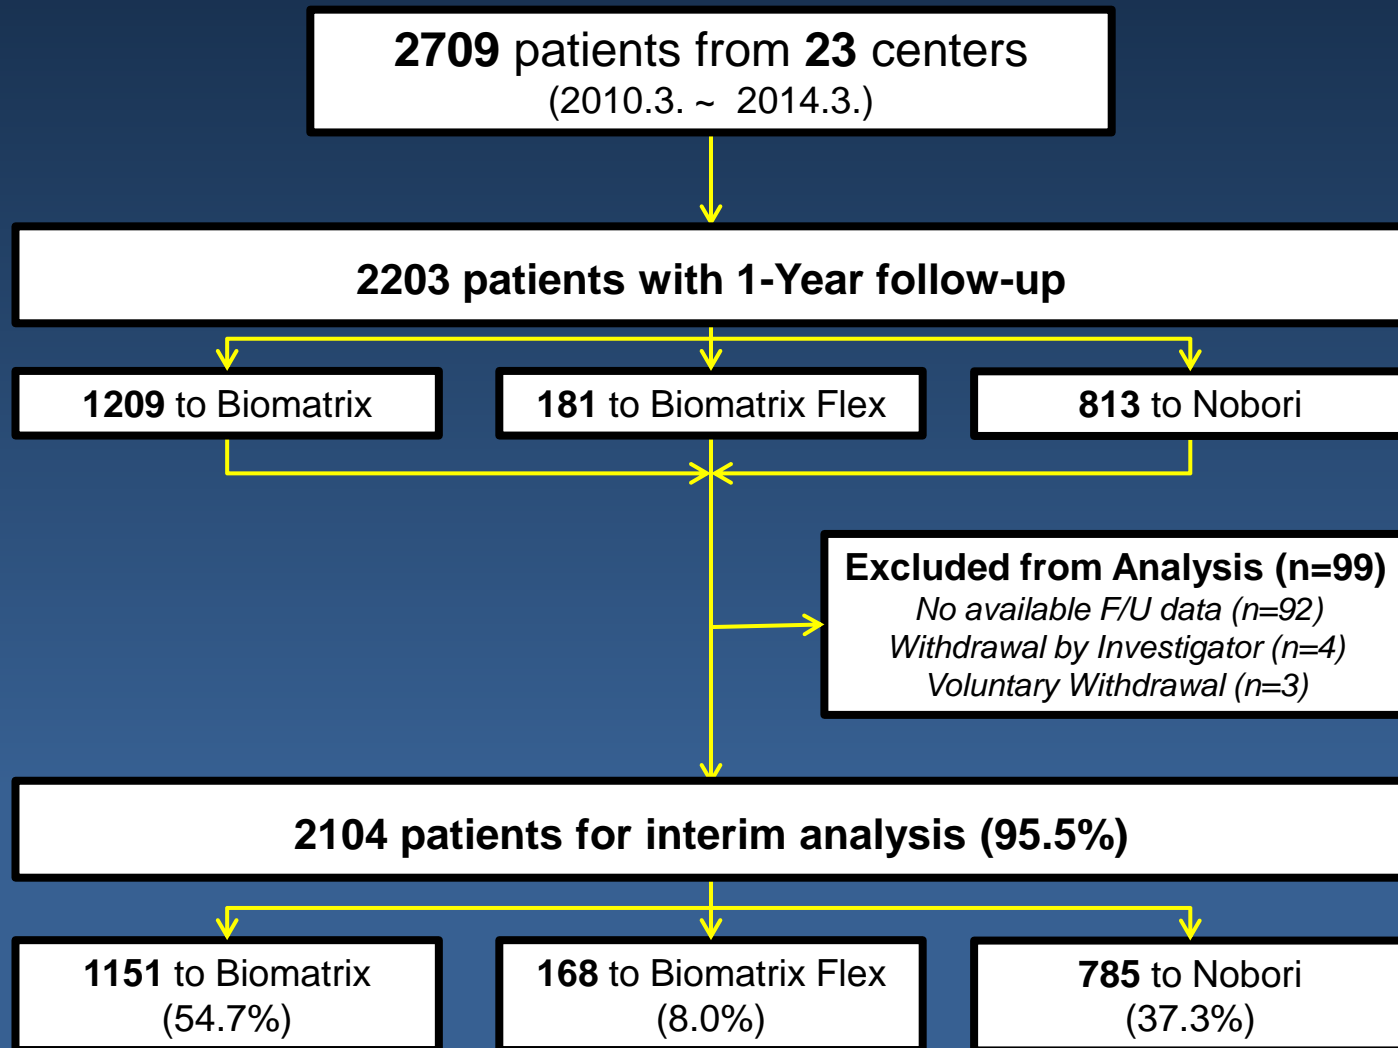 2709 patients from 23 centers
(2010.3. ~ 2014.3.)
2203 patients with 1-Year follow-up
1209 to Biomatrix
181 to Biomatrix Flex
813 to Nobori
Excluded from Analysis (n=99)
No available F/U data (n=92)
Withdrawal by Investigator (n=4)
Voluntary Withdrawal (n=3)
2104 patients for interim analysis (95.5%)
1151 to Biomatrix
(54.7%)
168 to Biomatrix Flex
(8.0%)
785 to Nobori
(37.3%)